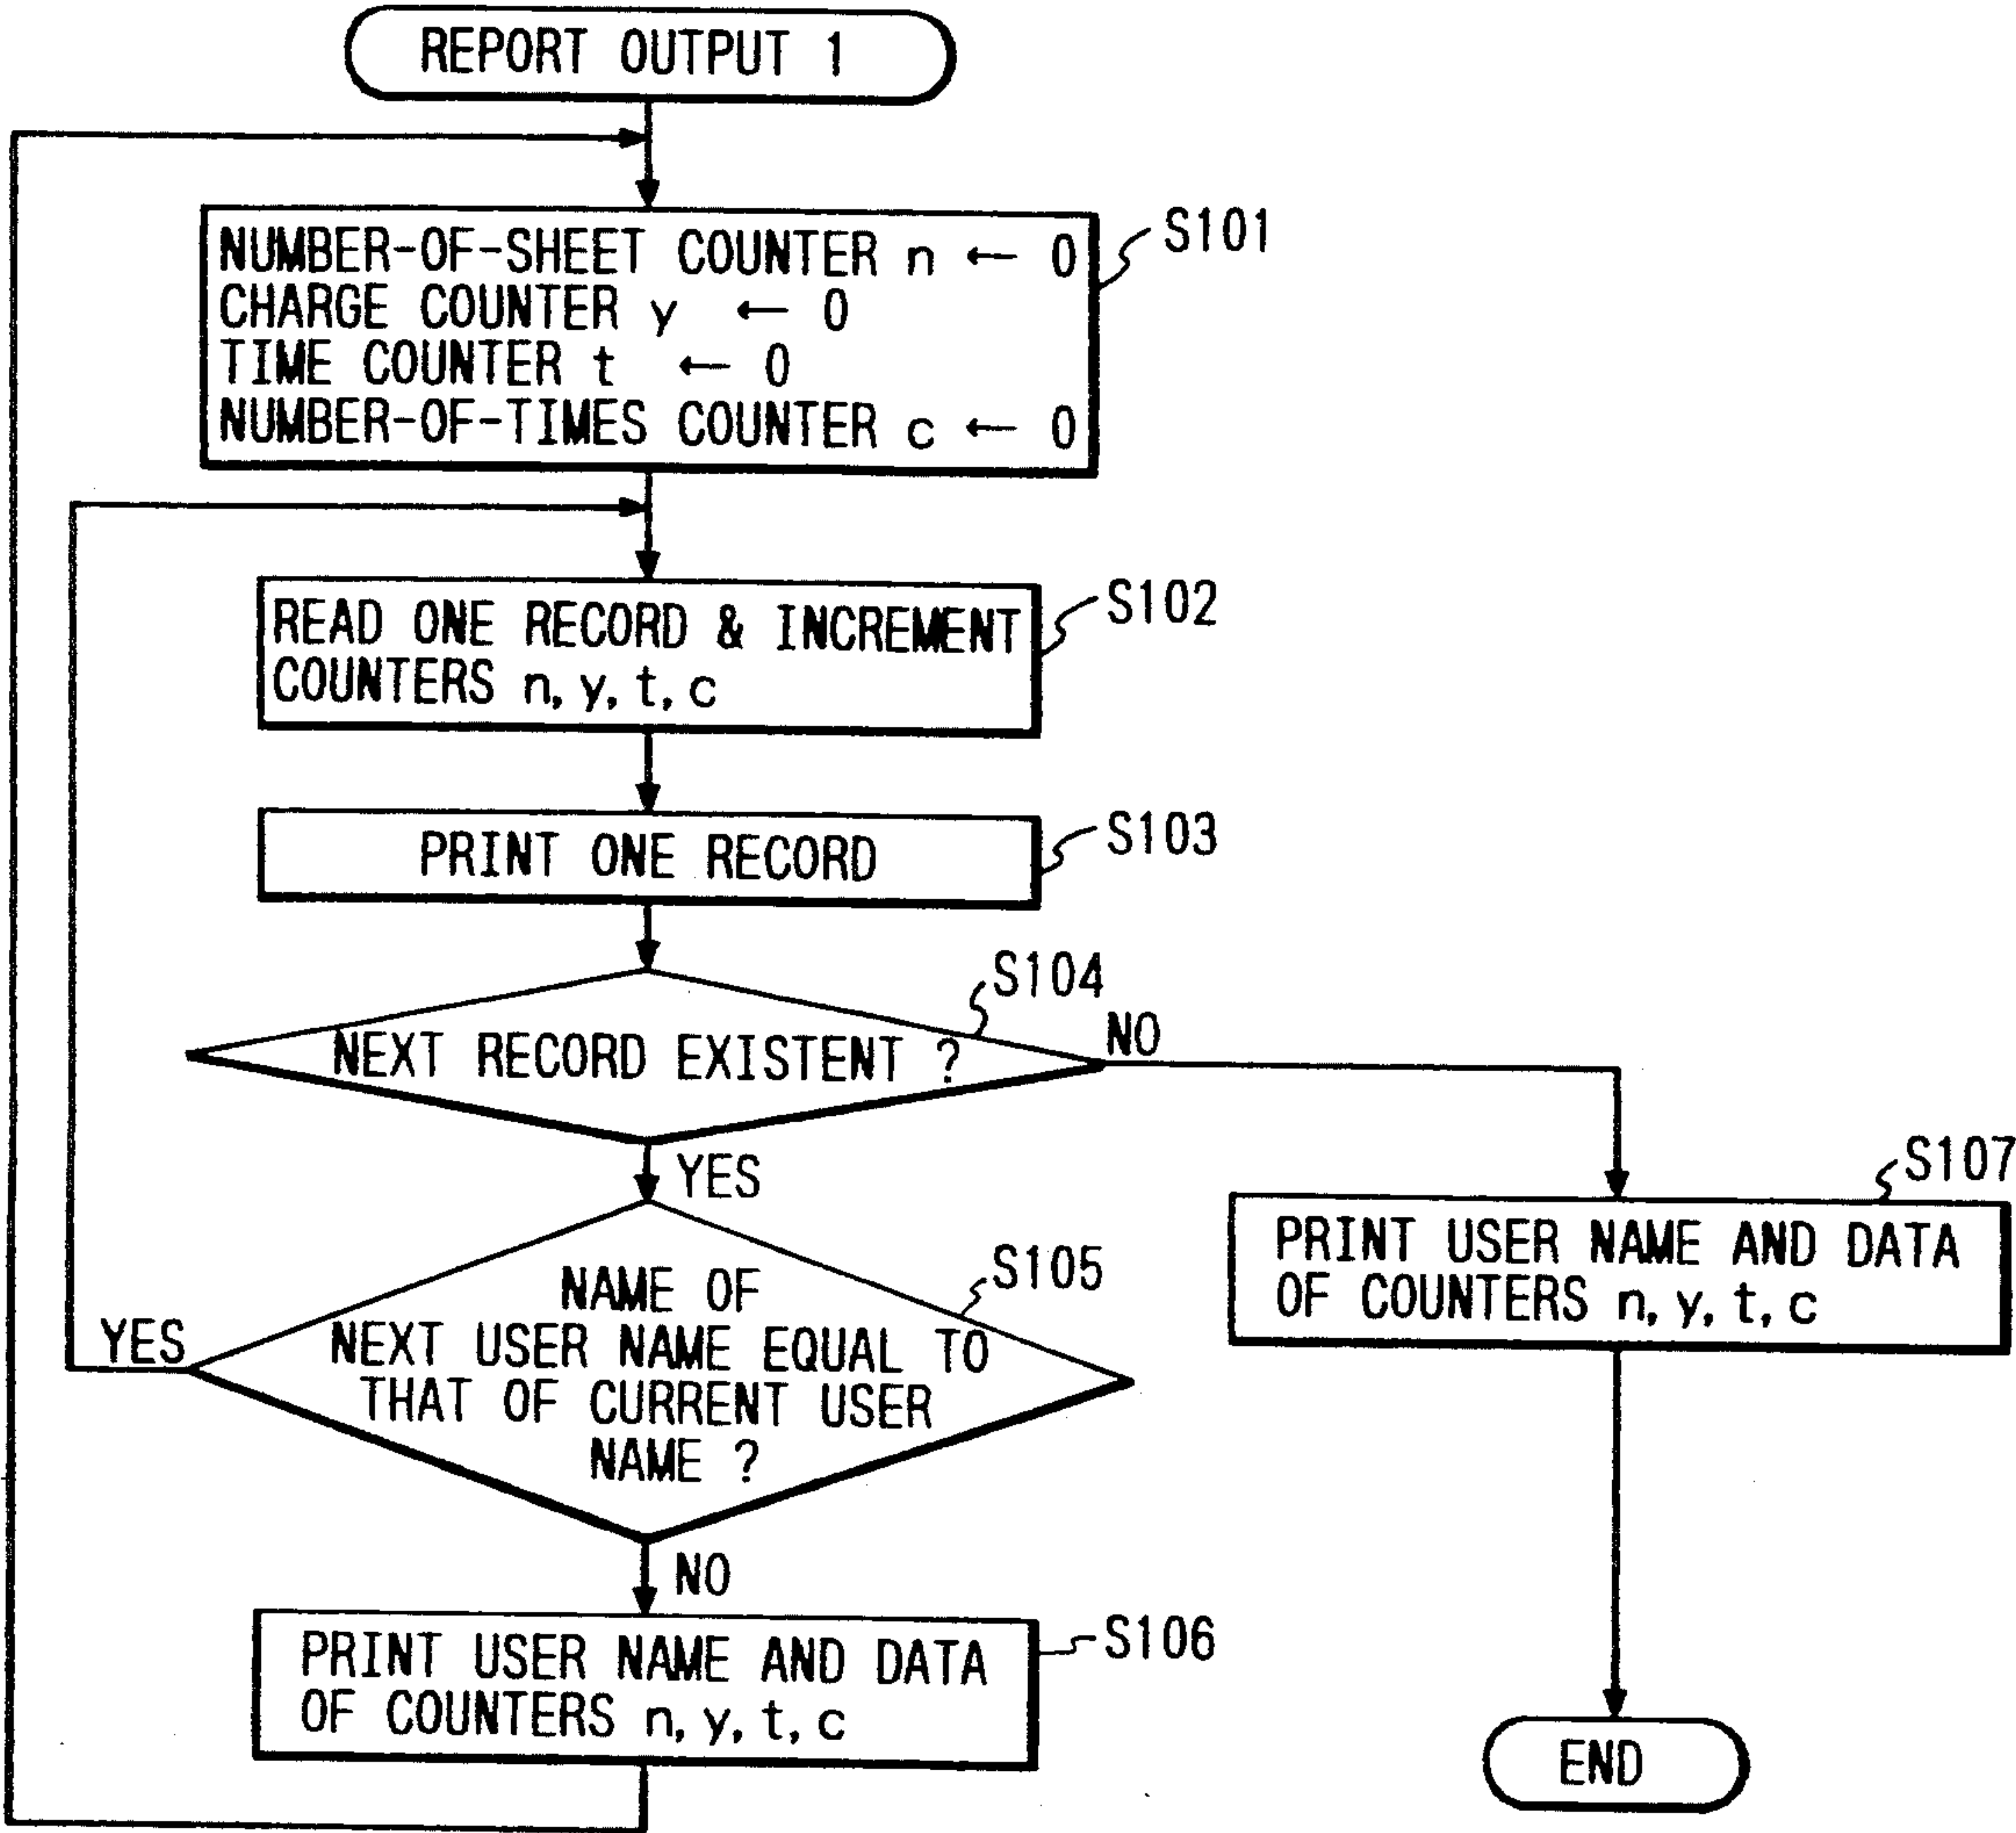 REPORT OUTPUT 1
NUMBER-OF-SHEET COUNTER n ← 0
CHARGE COUNTER y ← 0
TIME COUNTER t ← 0
NUMBER-OF-TIMES COUNTER c ← 0
S101
READ ONE RECORD & INCREMENT
COUNTERS n, y, t, c
S102
PRINT ONE RECORD
S103
NEXT RECORD EXISTENT ?
S104
NO
YES
NAME OF
NEXT USER NAME EQUAL TO
THAT OF CURRENT USER
NAME ?
S105
YES
NO
PRINT USER NAME AND DATA
OF COUNTERS n, y, t, c
S106
PRINT USER NAME AND DATA
OF COUNTERS n, y, t, c
S107
END